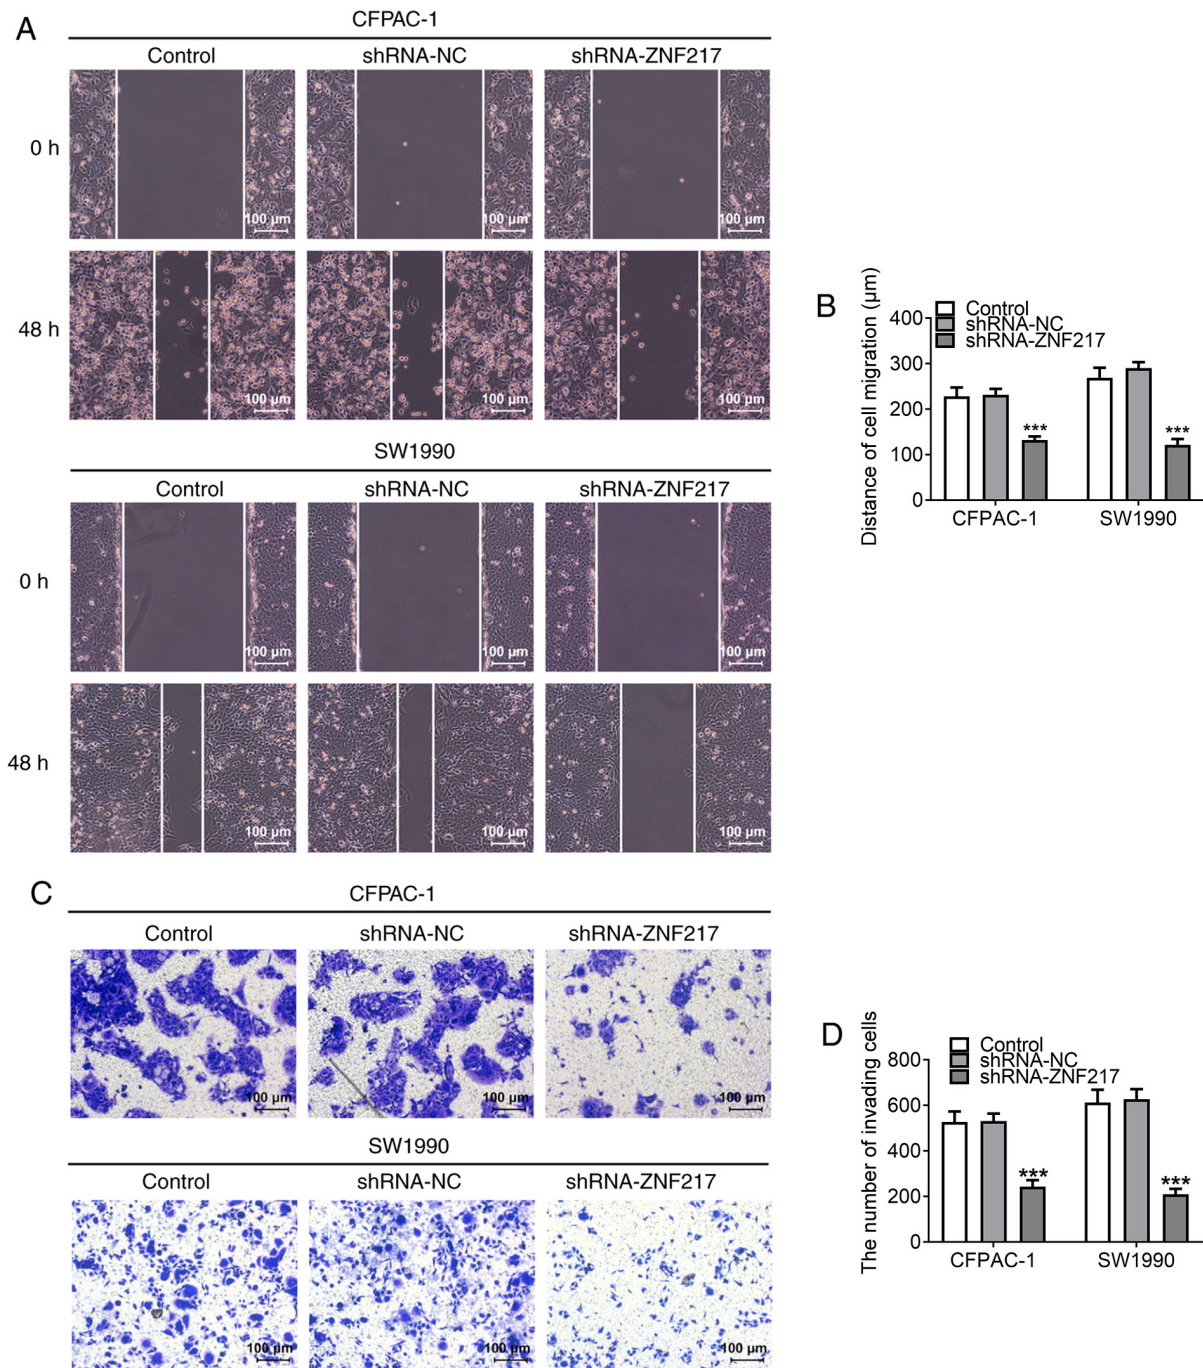 A
CFPAC-1
Control shRNA-NC shRNA-ZNF217
0 h
100 µm 100 µm 100 µm
48 h
100 µm 100 µm 100 µm
SW1990
Control shRNA-NC shRNA-ZNF217
0 h
100 µm 100 µm 100 µm
48 h
100 µm 100 µm 100 µm
B
Distance of cell migration (µm)
Control
shRNA-NC
shRNA-ZNF217
400
300
200
100
0
*** ***
CFPAC-1 SW1990
C
CFPAC-1
Control shRNA-NC shRNA-ZNF217
100 µm 100 µm 100 µm
SW1990
Control shRNA-NC shRNA-ZNF217
100 µm 100 µm 100 µm
D
The number of invading cells
Control
shRNA-NC
shRNA-ZNF217
800
600
400
200
0
*** ***
CFPAC-1 SW1990